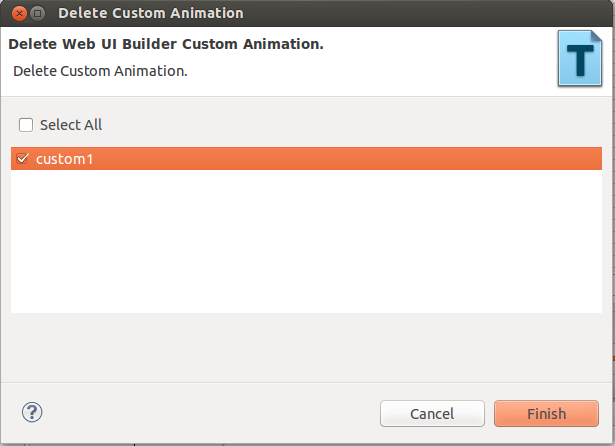 Delete Custom Animation
Delete Web UI Builder Custom Animation.
Delete Custom Animation.
T
Select All
custom1
?
Cancel
Finish